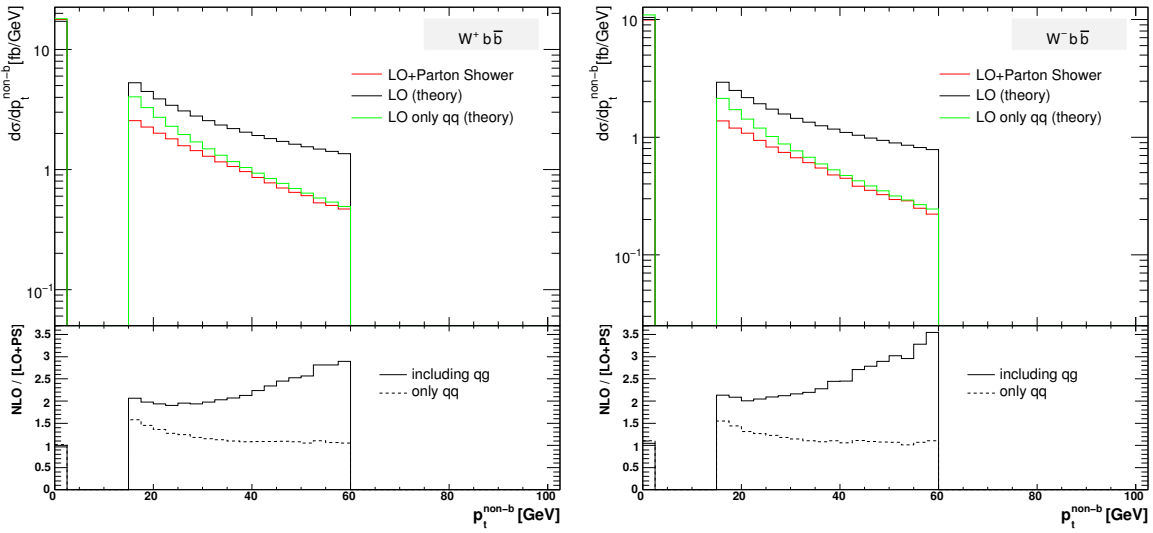 dσ/dp_t^{non-b} [fb/GeV]
10
1
10^{-1}
W^+ b b̅
LO+Parton Shower
LO (theory)
LO only qq (theory)
NLO / [LO+PS]
3.5
3
2.5
2
1.5
1
0.5
0
including qg
only qq
0 20 40 60 80 100
p_t^{non-b} [GeV]
dσ/dp_t^{non-b} [fb/GeV]
10
1
10^{-1}
W^- b b̅
LO+Parton Shower
LO (theory)
LO only qq (theory)
NLO / [LO+PS]
3.5
3
2.5
2
1.5
1
0.5
0
including qg
only qq
0 20 40 60 80 100
p_t^{non-b} [GeV]